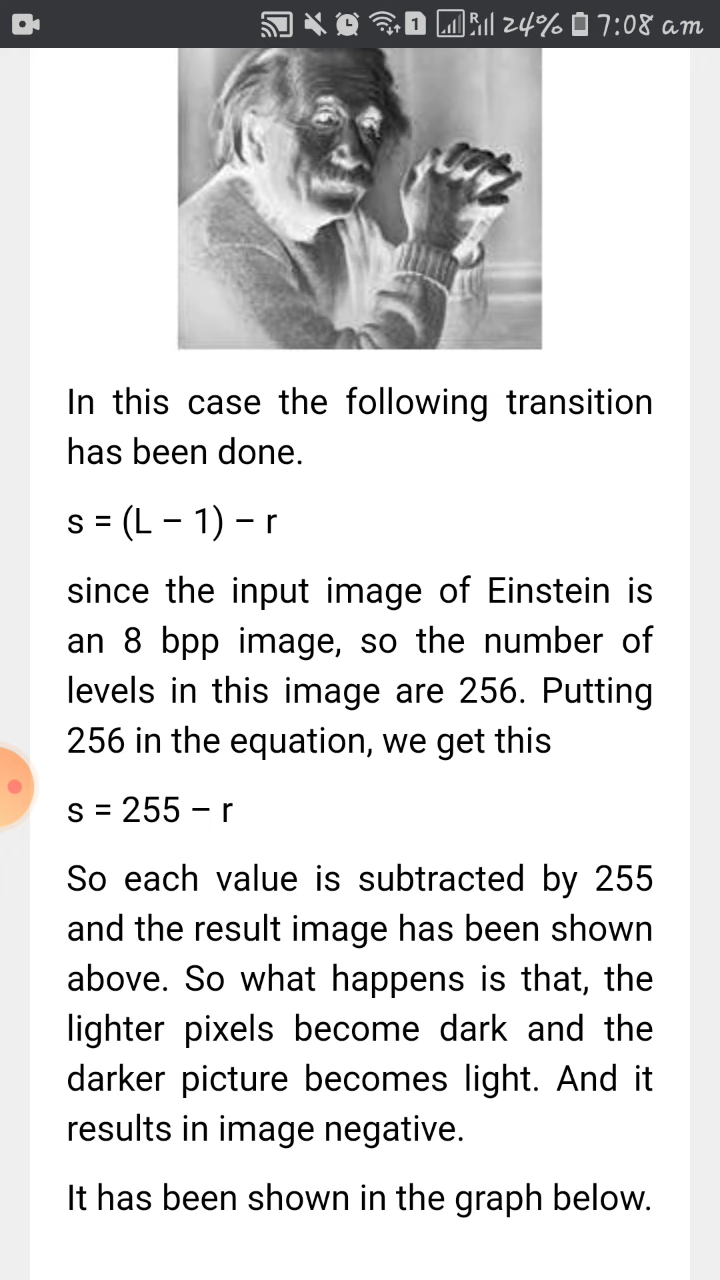 1 R 24% 7:08 am
In this case the following transition
has been done.
s = (L – 1) – r
since the input image of Einstein is
an 8 bpp image, so the number of
levels in this image are 256. Putting
256 in the equation, we get this
s = 255 – r
So each value is subtracted by 255
and the result image has been shown
above. So what happens is that, the
lighter pixels become dark and the
darker picture becomes light. And it
results in image negative.
It has been shown in the graph below.